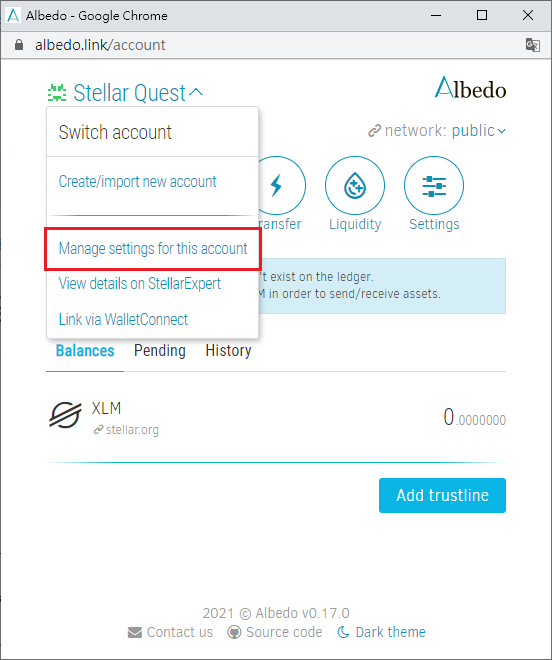 Albedo - Google Chrome
albedo.link/account
Stellar Quest
Albedo
Switch account
network: public
Create/import new account
ransfer
Liquidity
Settings
Manage settings for this account
't exist on the ledger.
View details on StellarExpert
M in order to send/receive assets.
Link via WalletConnect
Balances
Pending
History
XLM
0.0000000
stellar.org
Add trustline
2021 © Albedo v0.17.0
Contact us
Source code
Dark theme